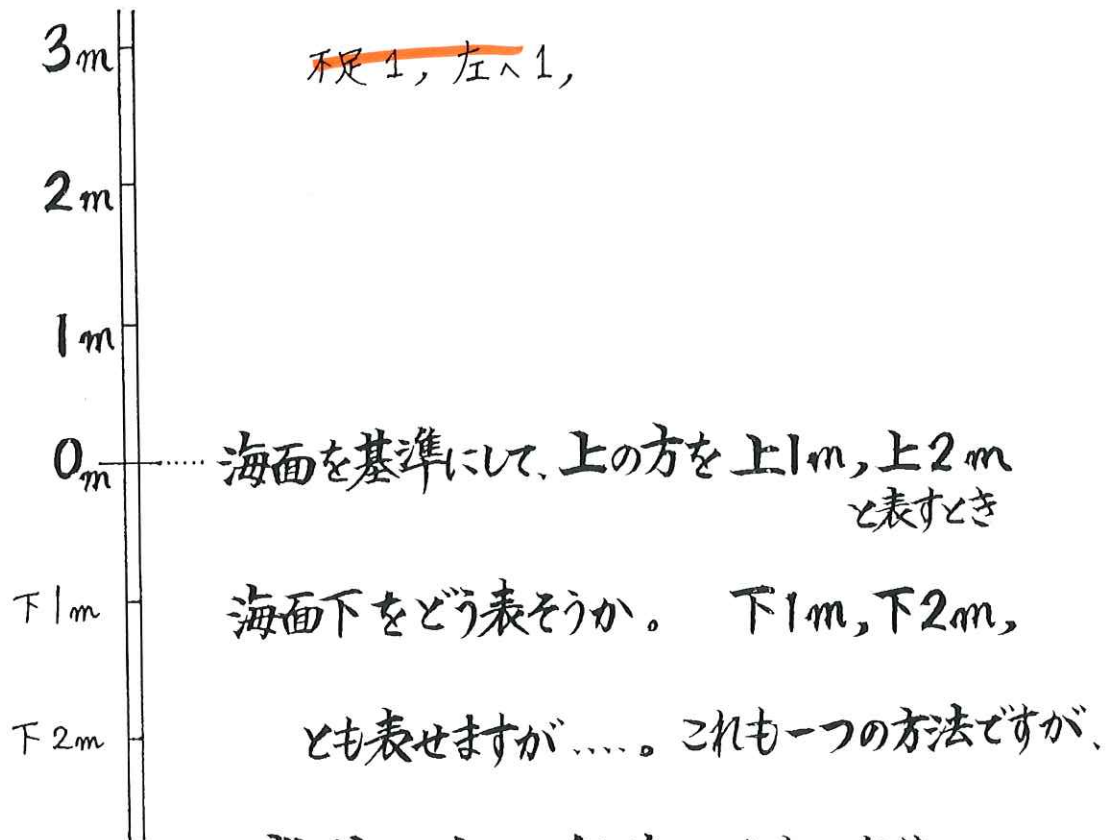 3m
不足1, 左へ1,
2m
1m
0m ……海面を基準にして、上の方を 上1m, 上2m
と表すとき
下1m 海面下をどう表そうか。 下1m, 下2m,
下2m とも表せますが……。これも一つの方法ですが、